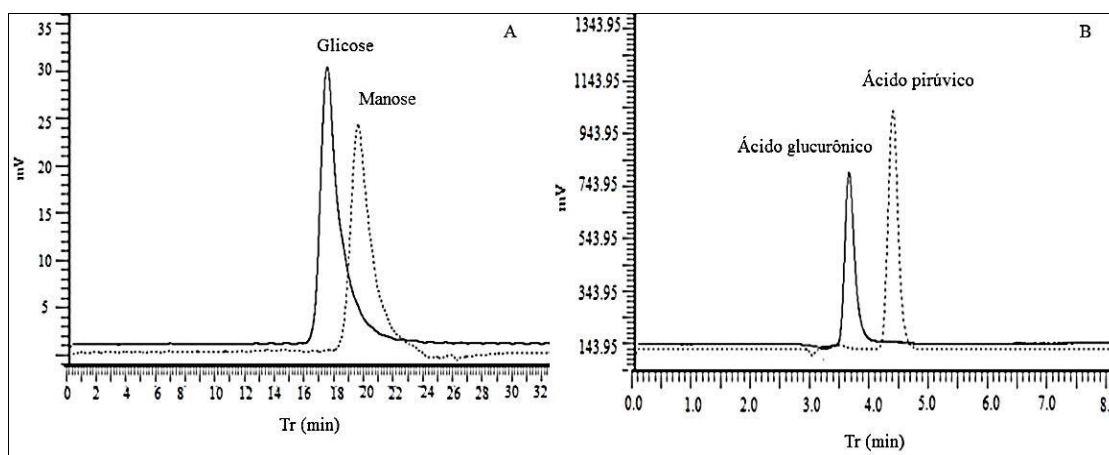 A
Glicose
Manose
mV
35
30
25
20
15
10
5
0 2 4 6 8 10 12 14 16 18 20 22 24 26 28 30 32
Tr (min)
B
Ácido pirúvico
Ácido glucurônico
mV
1343.95
1143.95
943.95
743.95
543.95
343.95
143.95
0.0 1.0 2.0 3.0 4.0 5.0 6.0 7.0 8.
Tr (min)